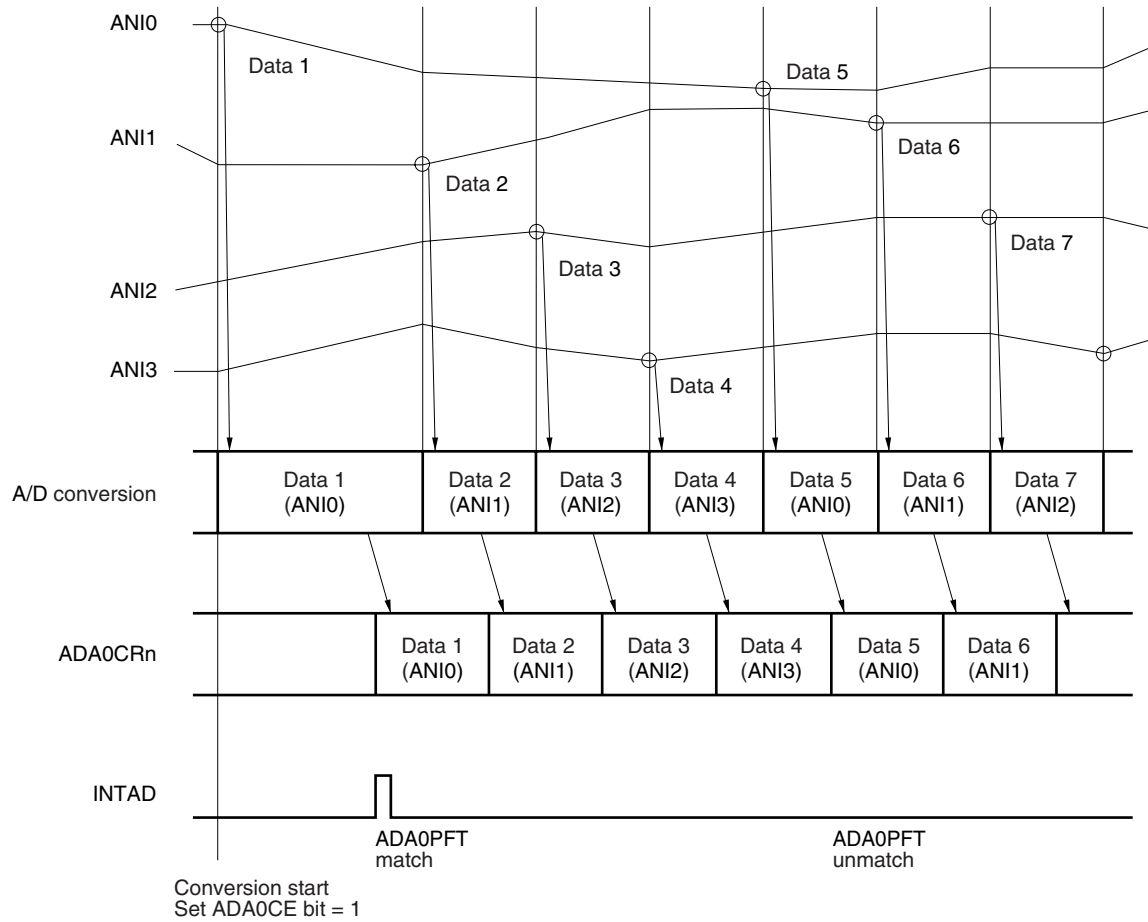 ANI0
Data 1
Data 5
ANI1
Data 6
Data 2
Data 7
Data 3
ANI2
ANI3
Data 4
A/D conversion
Data 1
(ANI0)
Data 2
(ANI1)
Data 3
(ANI2)
Data 4
(ANI3)
Data 5
(ANI0)
Data 6
(ANI1)
Data 7
(ANI2)
ADA0CRn
Data 1
(ANI0)
Data 2
(ANI1)
Data 3
(ANI2)
Data 4
(ANI3)
Data 5
(ANI0)
Data 6
(ANI1)
INTAD
ADA0PFT
match
ADA0PFT
unmatch
Conversion start
Set ADA0CE bit = 1